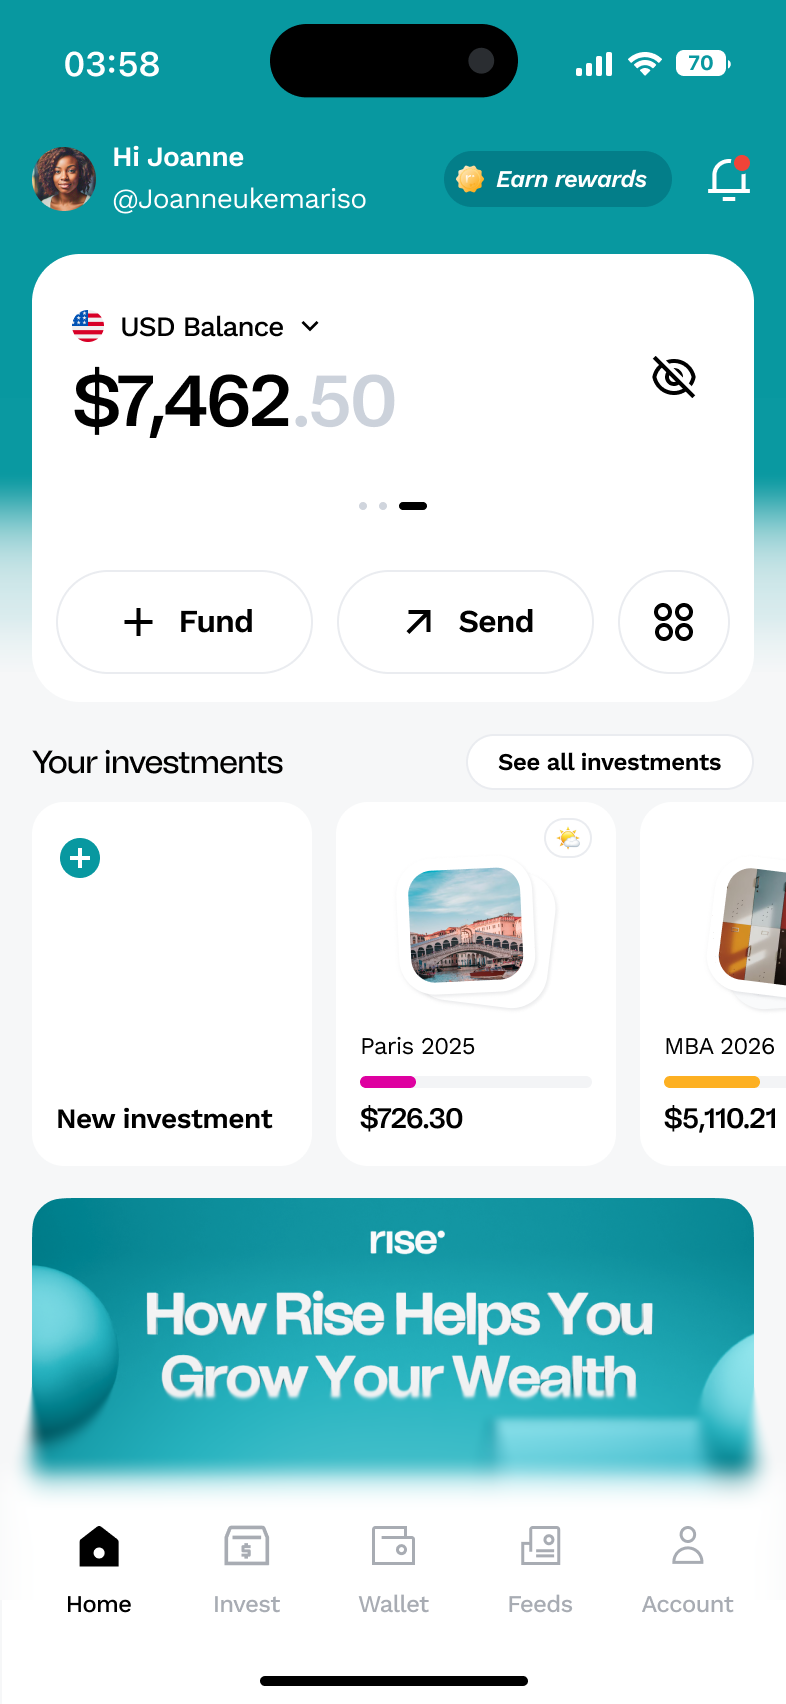 03:58
70
Hi Joanne
@Joanneukemariso
Earn rewards
USD Balance
$7,462.50
Fund
Send
Your investments
See all investments
New investment
Paris 2025
$726.30
MBA 2026
$5,110.21
rise
How Rise Helps You
Grow Your Wealth
Home
Invest
Wallet
Feeds
Account